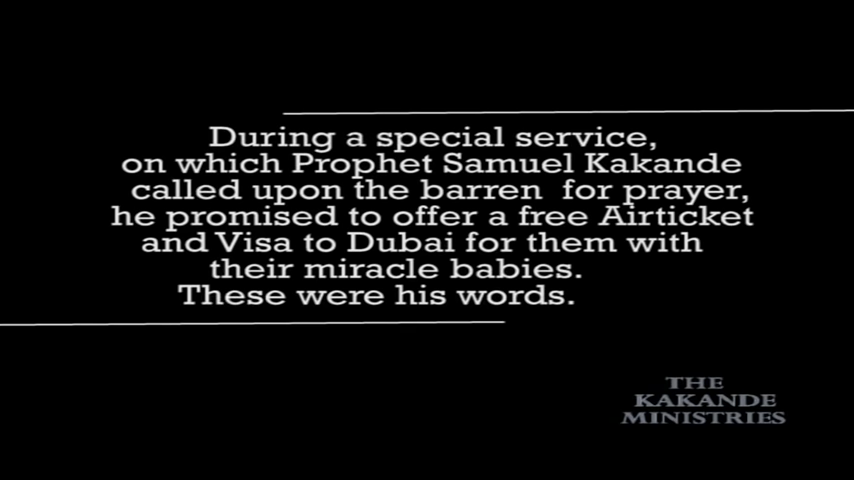 During a special service,
on which Prophet Samuel Kakande
called upon the barren for prayer,
he promised to offer a free Airticket
and Visa to Dubai for them with
their miracle babies.
These were his words.
THE
KAKANDE
MINISTRIES